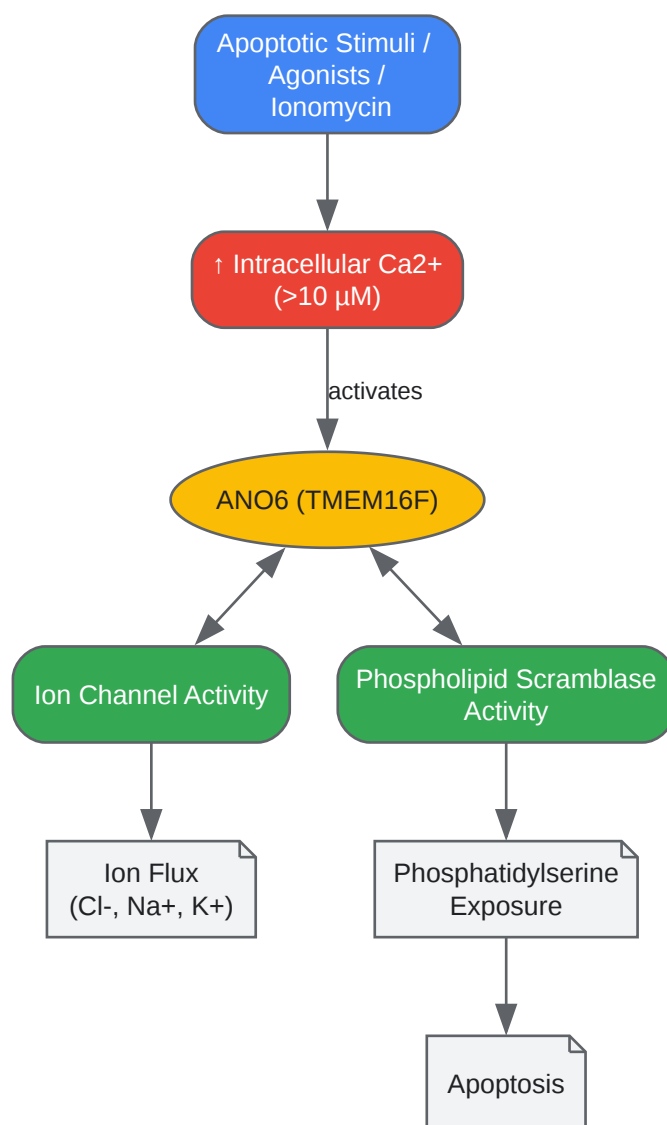 Apoptotic Stimuli /
Agonists /
Ionomycin
↑ Intracellular Ca2+
(>10 µM)
activates
ANO6 (TMEM16F)
Ion Channel Activity
Phospholipid Scramblase
Activity
Ion Flux
(Cl-, Na+, K+)
Phosphatidylserine
Exposure
Apoptosis